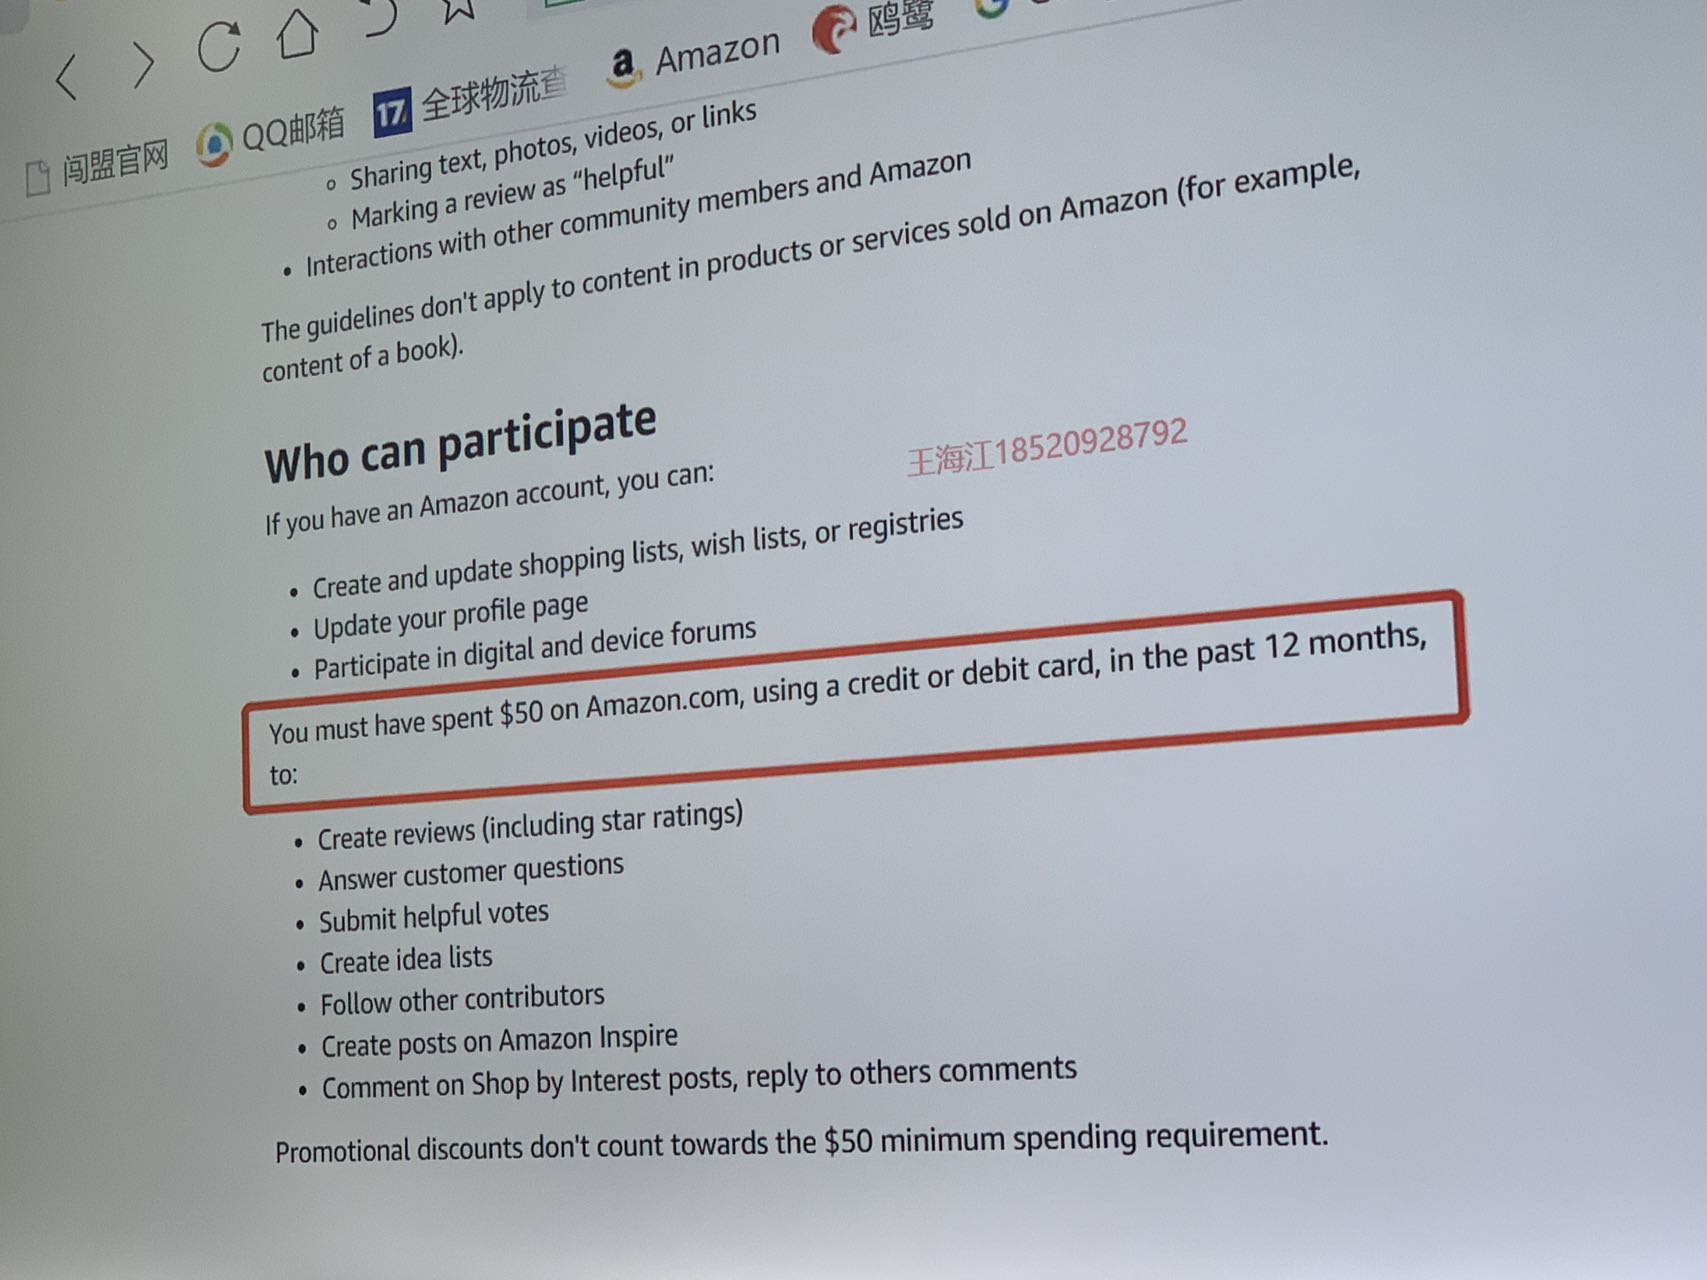 闯盟官网
QQ邮箱
17 全球物流查
a Amazon
鸥鹭
Sharing text, photos, videos, or links
Marking a review as “helpful”
• Interactions with other community members and Amazon
The guidelines don't apply to content in products or services sold on Amazon (for example,
content of a book).
Who can participate
王海江18520928792
If you have an Amazon account, you can:
• Create and update shopping lists, wish lists, or registries
• Update your profile page
• Participate in digital and device forums
You must have spent $50 on Amazon.com, using a credit or debit card, in the past 12 months,
to:
• Create reviews (including star ratings)
• Answer customer questions
• Submit helpful votes
• Create idea lists
• Follow other contributors
• Create posts on Amazon Inspire
• Comment on Shop by Interest posts, reply to others comments
Promotional discounts don't count towards the $50 minimum spending requirement.